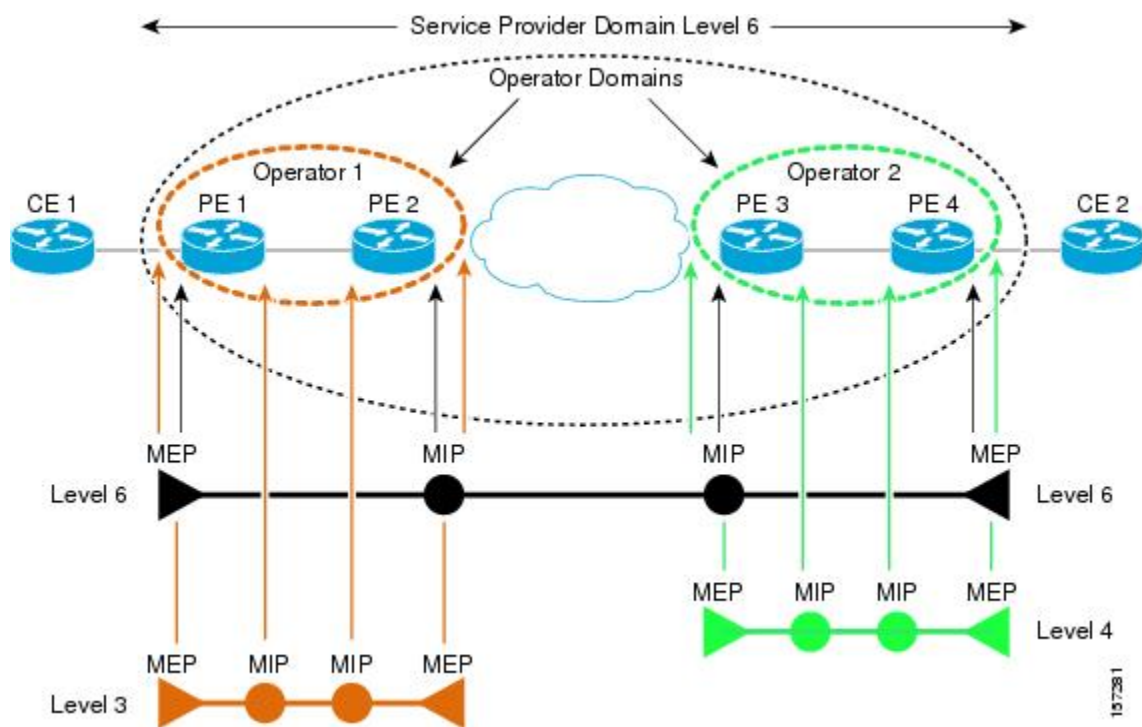 Service Provider Domain Level 6
Operator Domains
Operator 1
Operator 2
CE 1
PE 1
PE 2
PE 3
PE 4
CE 2
MEP
MIP
MIP
MEP
Level 6
Level 6
MEP
MIP
MIP
MEP
Level 4
MEP
MIP
MIP
MEP
Level 3
157281